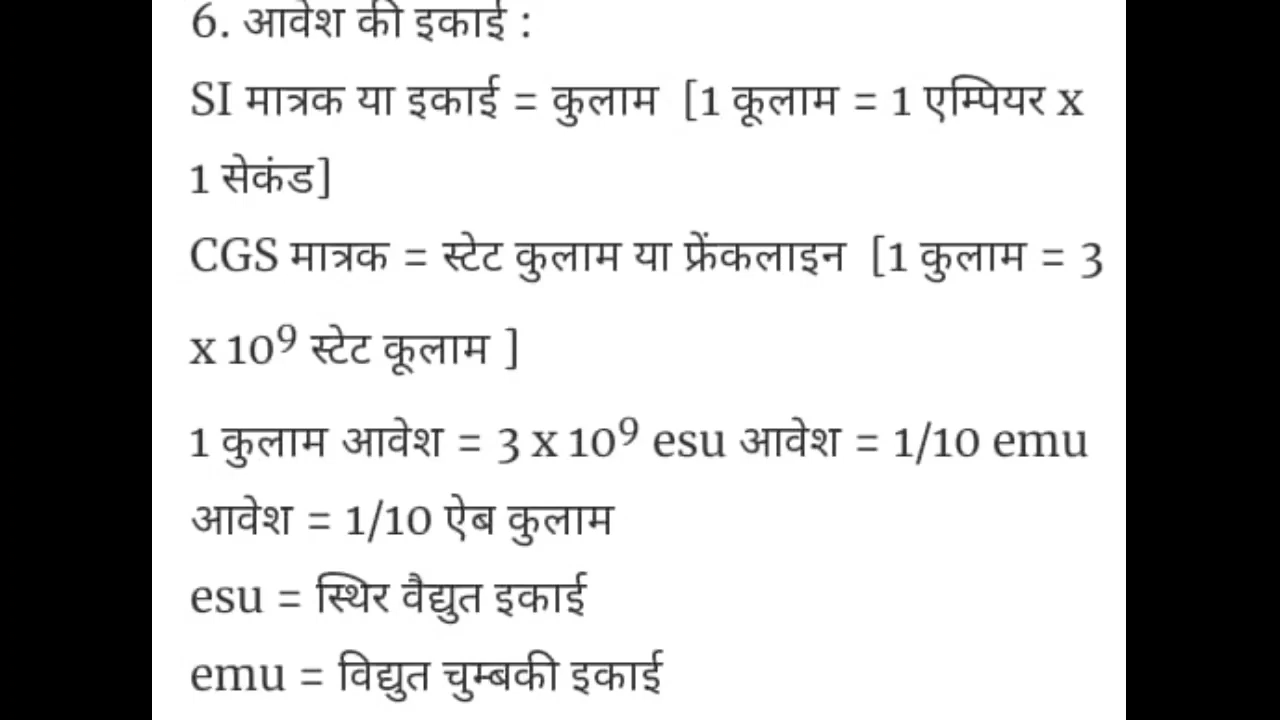 6. आवेश की इकाई :
SI मात्रक या इकाई = कुलाम [1 कूलाम = 1 एम्पियर x
1 सेकंड]
CGS मात्रक = स्टेट कुलाम या फ्रेंकलाइन [1 कुलाम = 3
x 10⁹ स्टेट कूलाम ]
1 कुलाम आवेश = 3 x 10⁹ esu आवेश = 1/10 emu
आवेश = 1/10 ऐब कुलाम
esu = स्थिर वैद्युत इकाई
emu = विद्युत चुम्बकी इकाई